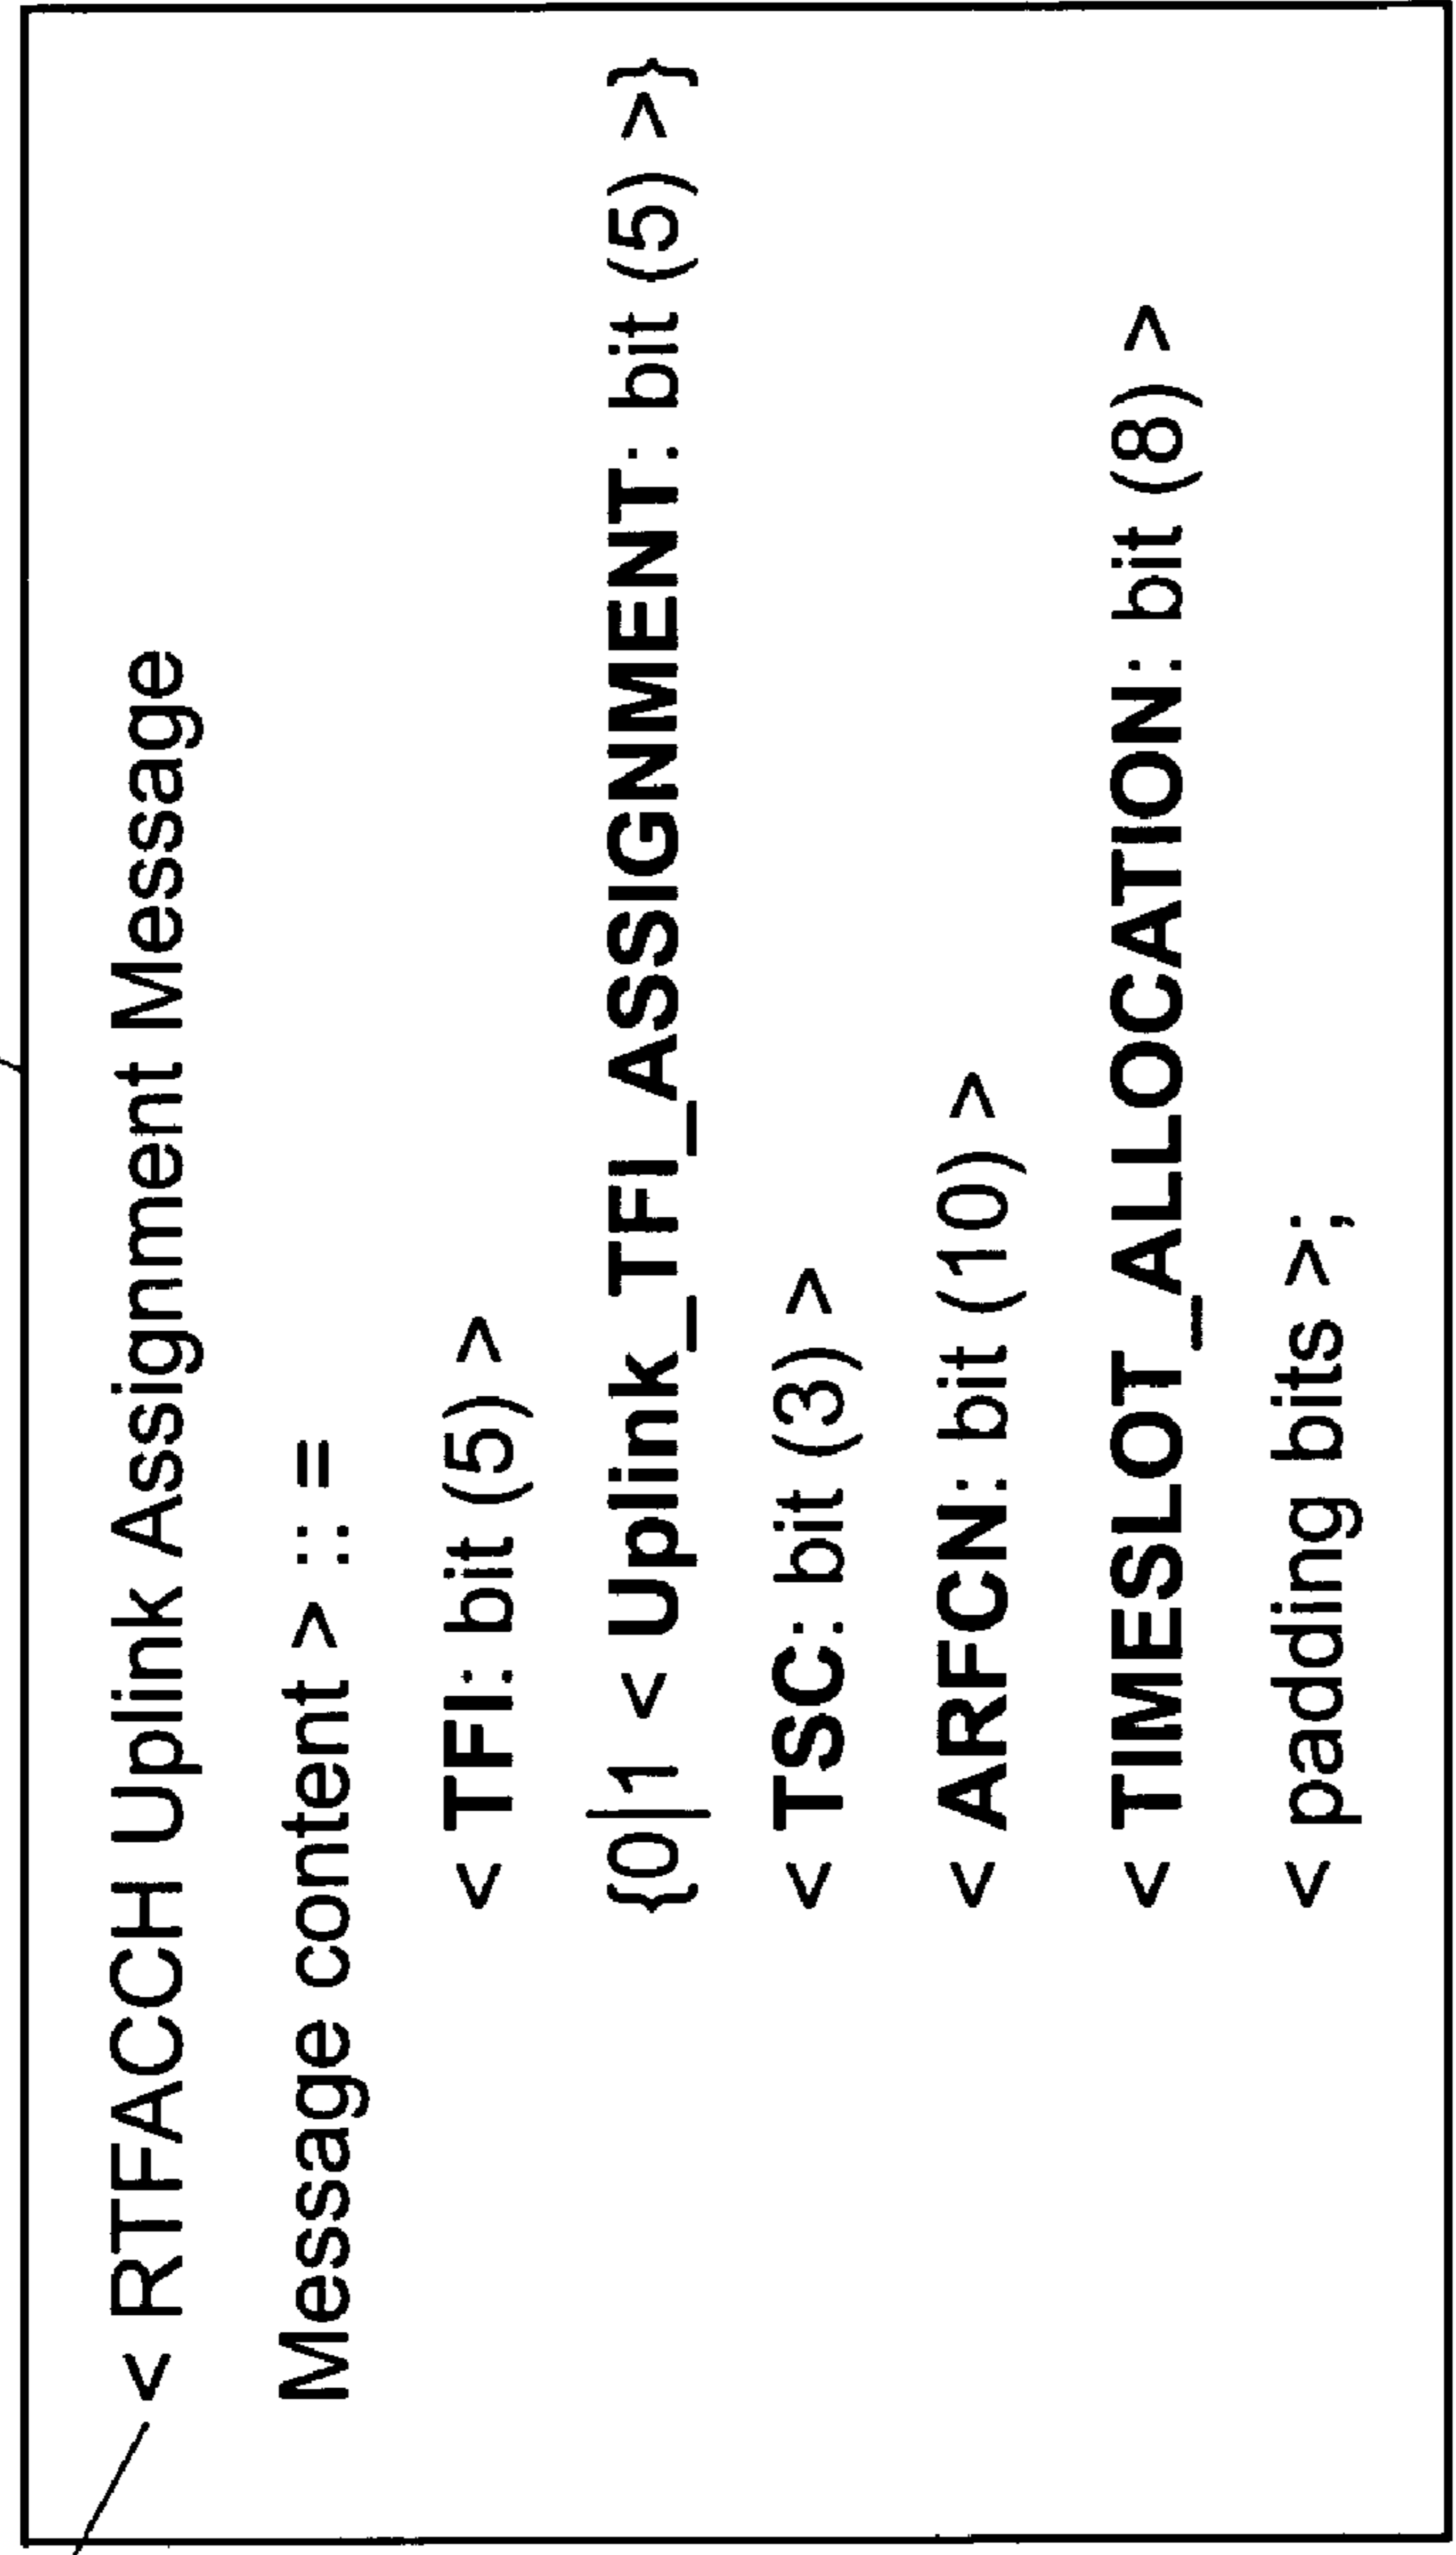 < RTFACCH Uplink Assignment Message
Message content > :: =
< TFI: bit (5) >
{0|1 < Uplink_TFI_ASSIGNMENT: bit (5) >}
< TSC: bit (3) >
< ARFCN: bit (10) >
< TIMESLOT_ALLOCATION: bit (8) >
< padding bits >;